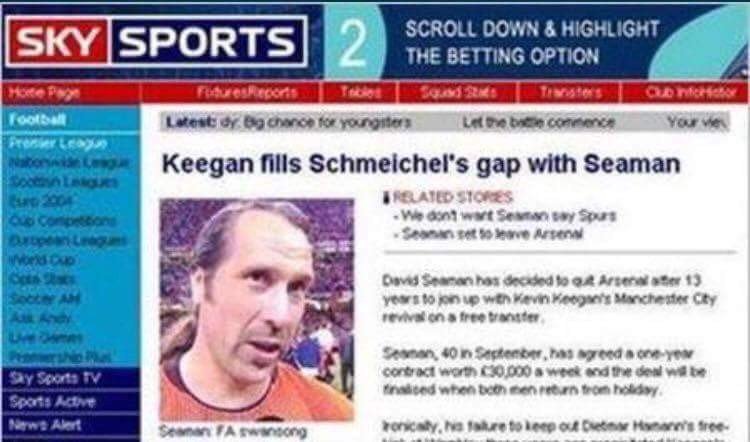 SKY SPORTS
2
SCROLL DOWN & HIGHLIGHT
THE BETTING OPTION
Home Page
Fixtures/Reports
Tables
Squad Stats
Transfers
Club Info/Histor
Football
Latest: dy: Big chance for youngsters
Let the battle commence
Your view
Premier League
Nationwide League
Scottish Leagues
Euro 2004
Cup Competitions
European Leagues
World Cup
Opta Stats
Soccer AM
Ask Andy
Live Games
Premiership Plus
Sky Sports TV
Sports Active
News Alert
Keegan fills Schmeichel's gap with Seaman
RELATED STORIES
- We don't want Seaman say Spurs
- Seaman set to leave Arsenal
David Seaman has decided to quit Arsenal after 13
years to join up with Kevin Keegan's Manchester City
revival on a free transfer.
Seaman, 40 in September, has agreed a one-year
contract worth £30,000 a week and the deal will be
finalised when both men return from holiday.
Ironically, his failure to keep out Dietmar Hamann's free-
Seaman: FA swansong